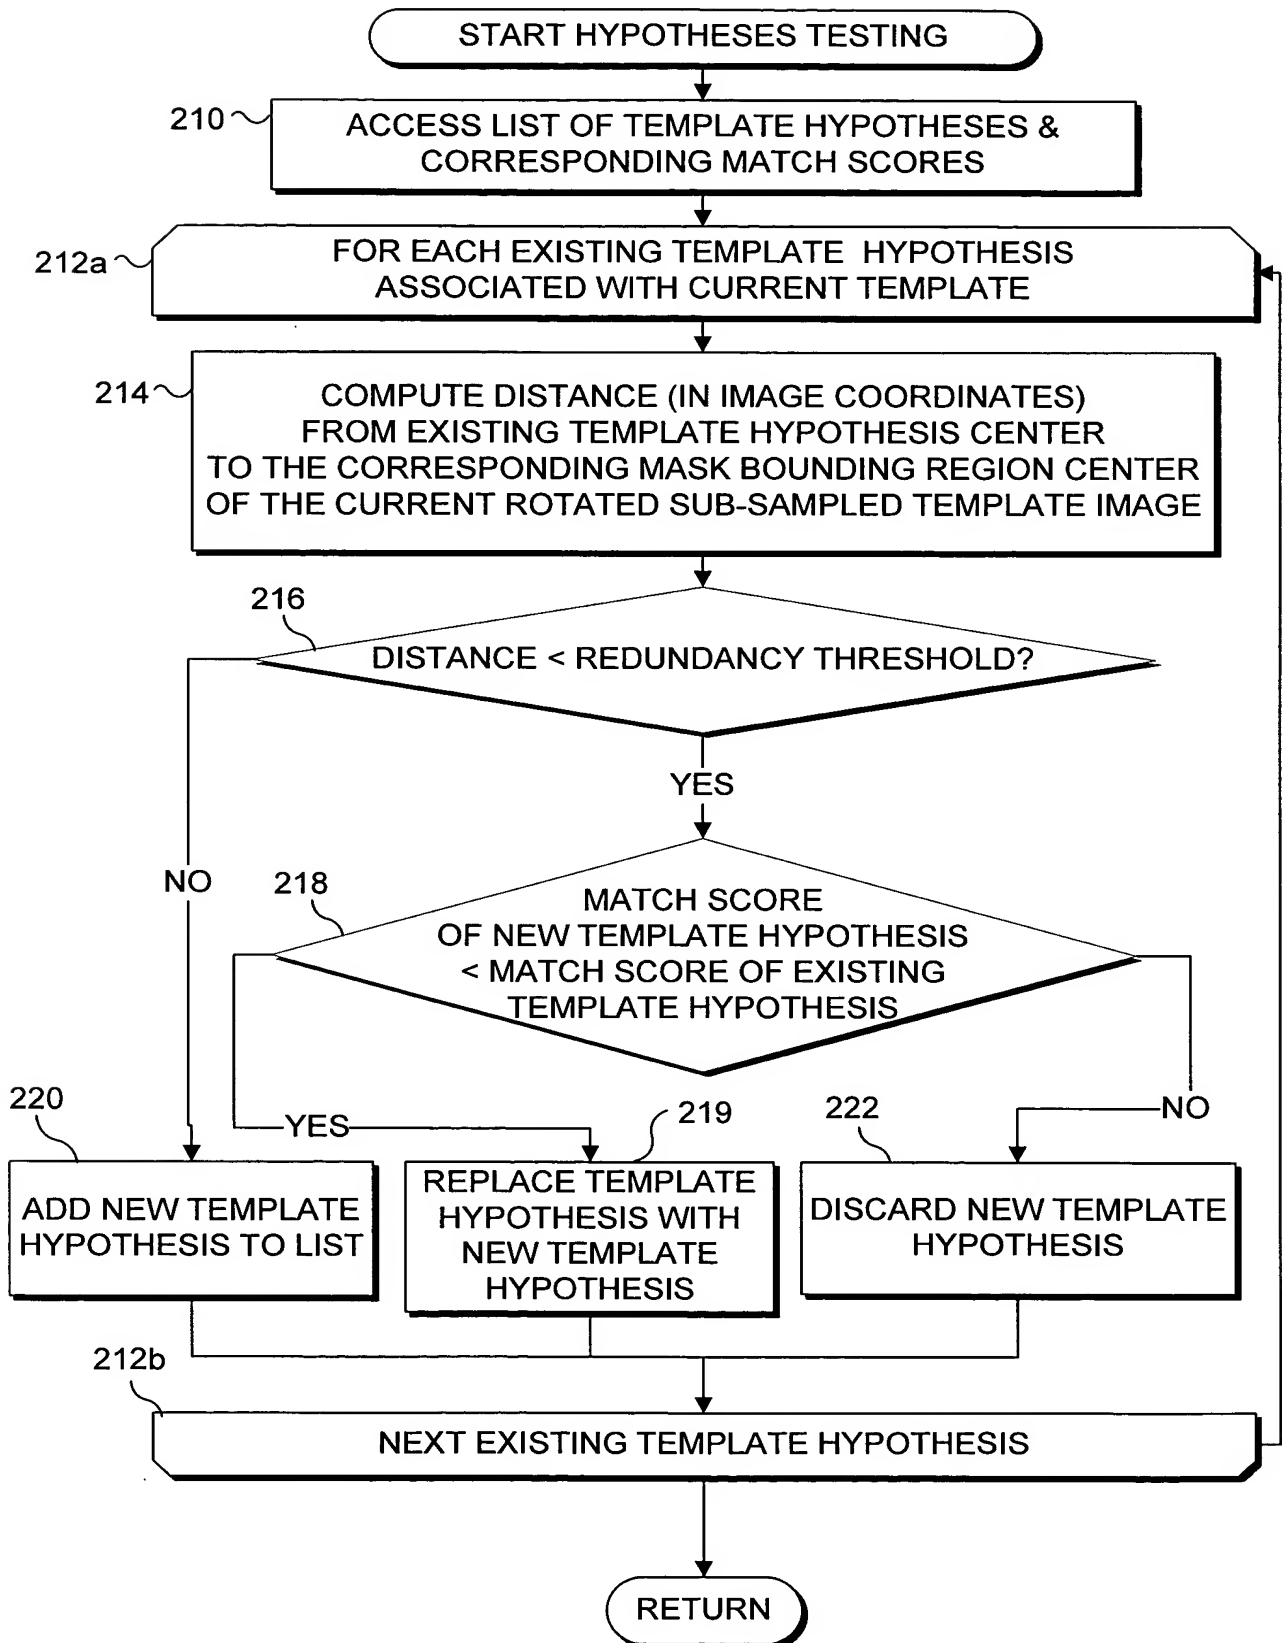 START HYPOTHESES TESTING
210
ACCESS LIST OF TEMPLATE HYPOTHESES &
CORRESPONDING MATCH SCORES
212a
FOR EACH EXISTING TEMPLATE HYPOTHESIS
ASSOCIATED WITH CURRENT TEMPLATE
214
COMPUTE DISTANCE (IN IMAGE COORDINATES)
FROM EXISTING TEMPLATE HYPOTHESIS CENTER
TO THE CORRESPONDING MASK BOUNDING REGION CENTER
OF THE CURRENT ROTATED SUB-SAMPLED TEMPLATE IMAGE
216
DISTANCE < REDUNDANCY THRESHOLD?
YES
NO
218
MATCH SCORE
OF NEW TEMPLATE HYPOTHESIS
< MATCH SCORE OF EXISTING
TEMPLATE HYPOTHESIS
YES
NO
220
ADD NEW TEMPLATE
HYPOTHESIS TO LIST
219
REPLACE TEMPLATE
HYPOTHESIS WITH
NEW TEMPLATE
HYPOTHESIS
222
DISCARD NEW TEMPLATE
HYPOTHESIS
212b
NEXT EXISTING TEMPLATE HYPOTHESIS
RETURN